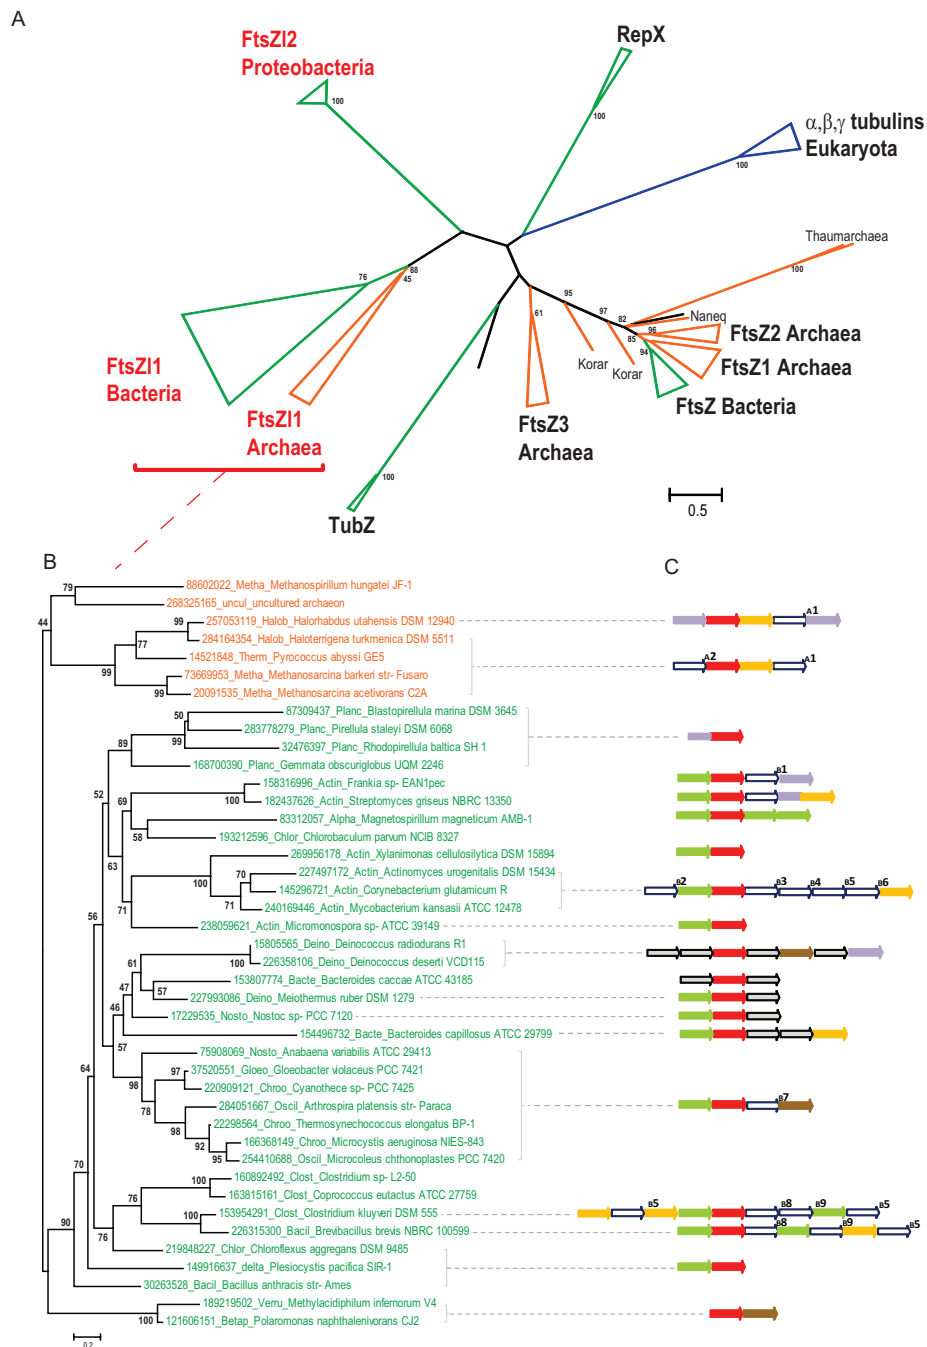 A
FtsZl2
Proteobacteria
100
RepX
100
α,β,γ tubulins
Eukaryota
100
Thaumarchaea
100
76
88
45
95
61
97
82
Naneq
96
85
94
FtsZ2 Archaea
FtsZ1 Archaea
FtsZ Bacteria
Korar
Korar
FtsZl1
Bacteria
FtsZl1
Archaea
FtsZ3
Archaea
100
TubZ
0.5
B
C
79
88602022_Metha_Methanospirillum hungatei JF-1
268325165_uncul_uncultured archaeon
44
99
257053119_Halob_Halorhabdus utahensis DSM 12940
A1
77
284164354_Halob_Haloterrigena turkmenica DSM 5511
14521848_Therm_Pyrococcus abyssi GE5
A2
A1
99
73669953_Metha_Methanosarcina barkeri str- Fusaro
99
20091535_Metha_Methanosarcina acetivorans C2A
50
87309437_Planc_Blastopirellula marina DSM 3645
283778279_Planc_Pirellula staleyi DSM 6068
89
99
32476397_Planc_Rhodopirellula baltica SH 1
168700390_Planc_Gemmata obscuriglobus UQM 2246
52
69
158316996_Actin_Frankia sp- EAN1pec
B1
100
182437626_Actin_Streptomyces griseus NBRC 13350
83312057_Alpha_Magnetospirillum magneticum AMB-1
58
193212596_Chlor_Chlorobaculum parvum NCIB 8327
63
269956178_Actin_Xylanimonas cellulosilytica DSM 15894
100
70
227497172_Actin_Actinomyces urogenitalis DSM 15434
71
145296721_Actin_Corynebacterium glutamicum R
B2
B3
B4
B5
B6
71
240169446_Actin_Mycobacterium kansasii ATCC 12478
56
238059621_Actin_Micromonospora sp- ATCC 39149
15805565_Deino_Deinococcus radiodurans R1
61
100
226358106_Deino_Deinococcus deserti VCD115
47
153807774_Bacte_Bacteroides caccae ATCC 43185
57
227993086_Deino_Meiothermus ruber DSM 1279
46
17229535_Nosto_Nostoc sp- PCC 7120
154496732_Bacte_Bacteroides capillosus ATCC 29799
57
75908069_Nosto_Anabaena variabilis ATCC 29413
64
98
97
37520551_Gloeo_Gloeobacter violaceus PCC 7421
220909121_Chroo_Cyanothece sp- PCC 7425
78
284051667_Oscil_Arthrospira platensis str- Paraca
B7
98
22298564_Chroo_Thermosynechococcus elongatus BP-1
92
166368149_Chroo_Microcystis aeruginosa NIES-843
95
254410688_Oscil_Microcoleus chthonoplastes PCC 7420
70
100
160892492_Clost_Clostridium sp- L2-50
76
163815161_Clost_Coprococcus eutactus ATCC 27759
100
153954291_Clost_Clostridium kluyveri DSM 555
B5
B8
B9
B5
90
76
226315300_Bacil_Brevibacillus brevis NBRC 100599
B8
B9
B5
219848227_Chlor_Chloroflexus aggregans DSM 9485
149916637_delta_Plesiocystis pacifica SIR-1
30263528_Bacil_Bacillus anthracis str- Ames
189219502_Verru_Methylacidiphilum infernorum V4
100
121606151_Betap_Polaromonas naphthalenivorans CJ2
0.2